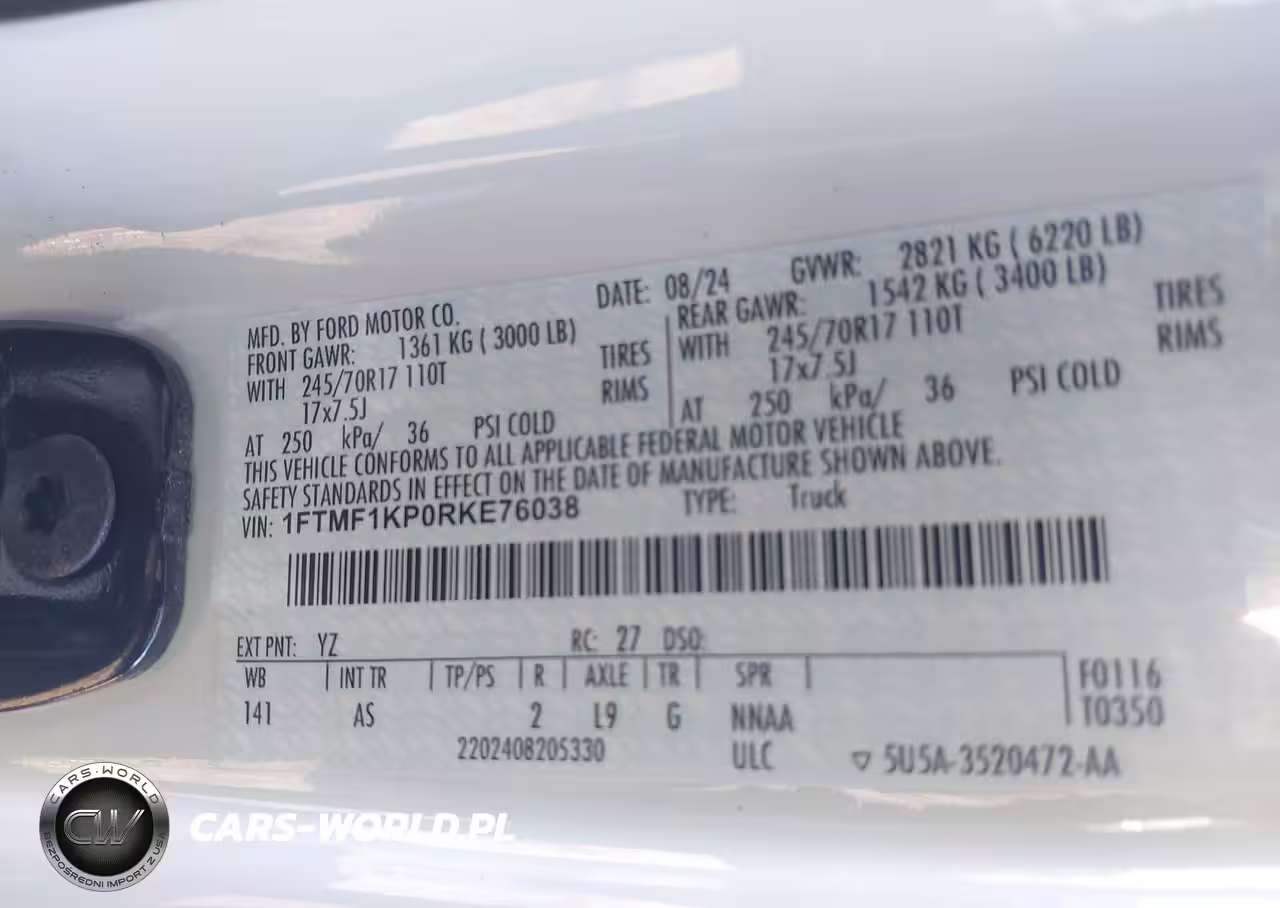 MFD. BY FORD MOTOR CO. DATE: 08/24 GVWR: 2821 KG ( 6220 LB)
FRONT GAWR: 1361 KG ( 3000 LB) REAR GAWR: 1542 KG ( 3400 LB)
WITH 245/70R17 110T TIRES WITH 245/70R17 110T TIRES
17x7.5J RIMS 17x7.5J RIMS
AT 250 kPa/ 36 PSI COLD AT 250 kPa/ 36 PSI COLD
THIS VEHICLE CONFORMS TO ALL APPLICABLE FEDERAL MOTOR VEHICLE
SAFETY STANDARDS IN EFFECT ON THE DATE OF MANUFACTURE SHOWN ABOVE.
VIN: 1FTMF1KP0RKE76038 TYPE: Truck
EXT PNT: YZ RC: 27 DSO:
WB INT TR TP/PS R AXLE TR SPR F0116
141 AS 2 L9 G NNAA T0350
2202408205330 ULC ▽ 5U5A-3520472-AA
CARS-WORLD
CW
BEZPOŚREDNI IMPORT Z USA
CARS-WORLD.PL